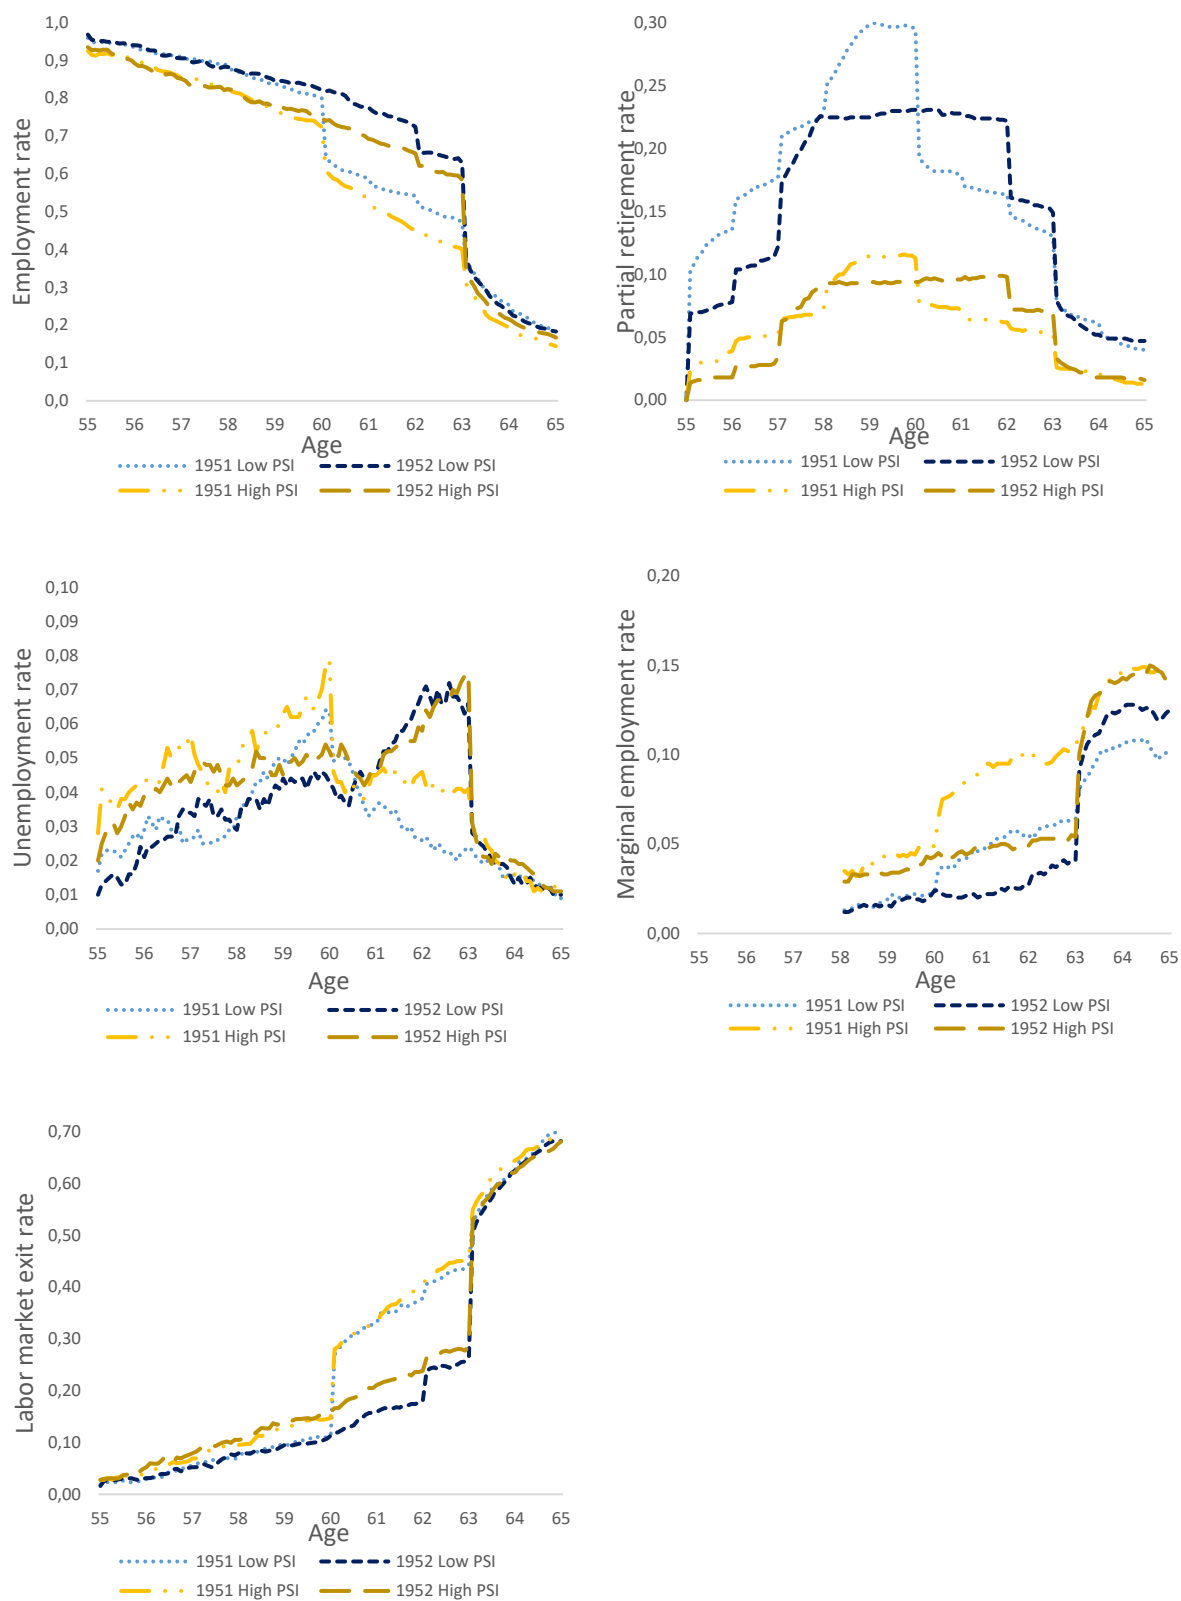 Employment rate
1,0
0,9
0,8
0,7
0,6
0,5
0,4
0,3
0,2
0,1
0,0
55 56 57 58 59 60 61 62 63 64 65
Age
1951 Low PSI 1952 Low PSI
1951 High PSI 1952 High PSI
Partial retirement rate
0,30
0,25
0,20
0,15
0,10
0,05
0,00
55 56 57 58 59 60 61 62 63 64 65
Age
1951 Low PSI 1952 Low PSI
1951 High PSI 1952 High PSI
Unemployment rate
0,10
0,09
0,08
0,07
0,06
0,05
0,04
0,03
0,02
0,01
0,00
55 56 57 58 59 60 61 62 63 64 65
Age
1951 Low PSI 1952 Low PSI
1951 High PSI 1952 High PSI
Marginal employment rate
0,20
0,15
0,10
0,05
0,00
55 56 57 58 59 60 61 62 63 64 65
Age
1951 Low PSI 1952 Low PSI
1951 High PSI 1952 High PSI
Labor market exit rate
0,70
0,60
0,50
0,40
0,30
0,20
0,10
0,00
55 56 57 58 59 60 61 62 63 64 65
Age
1951 Low PSI 1952 Low PSI
1951 High PSI 1952 High PSI